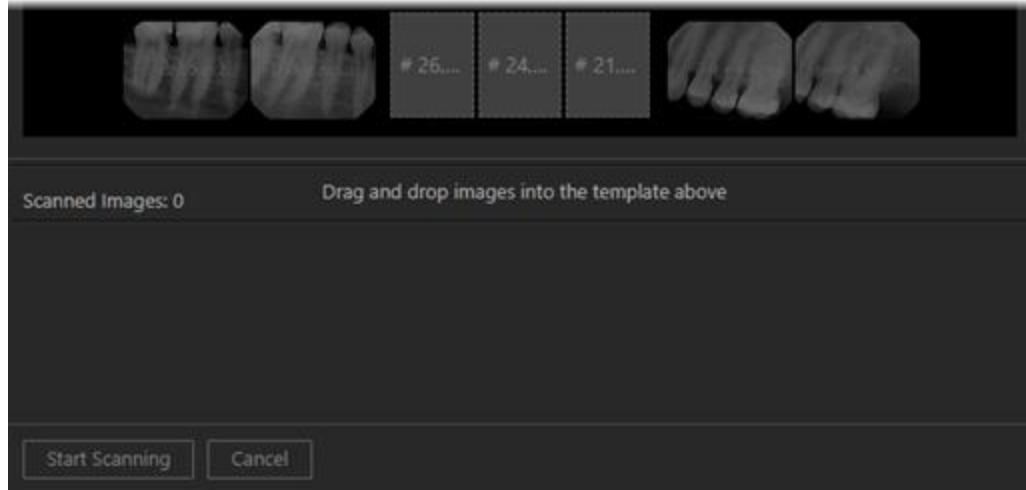 # 26,... # 24,... # 21,...
Scanned Images: 0
Drag and drop images into the template above
Start Scanning
Cancel